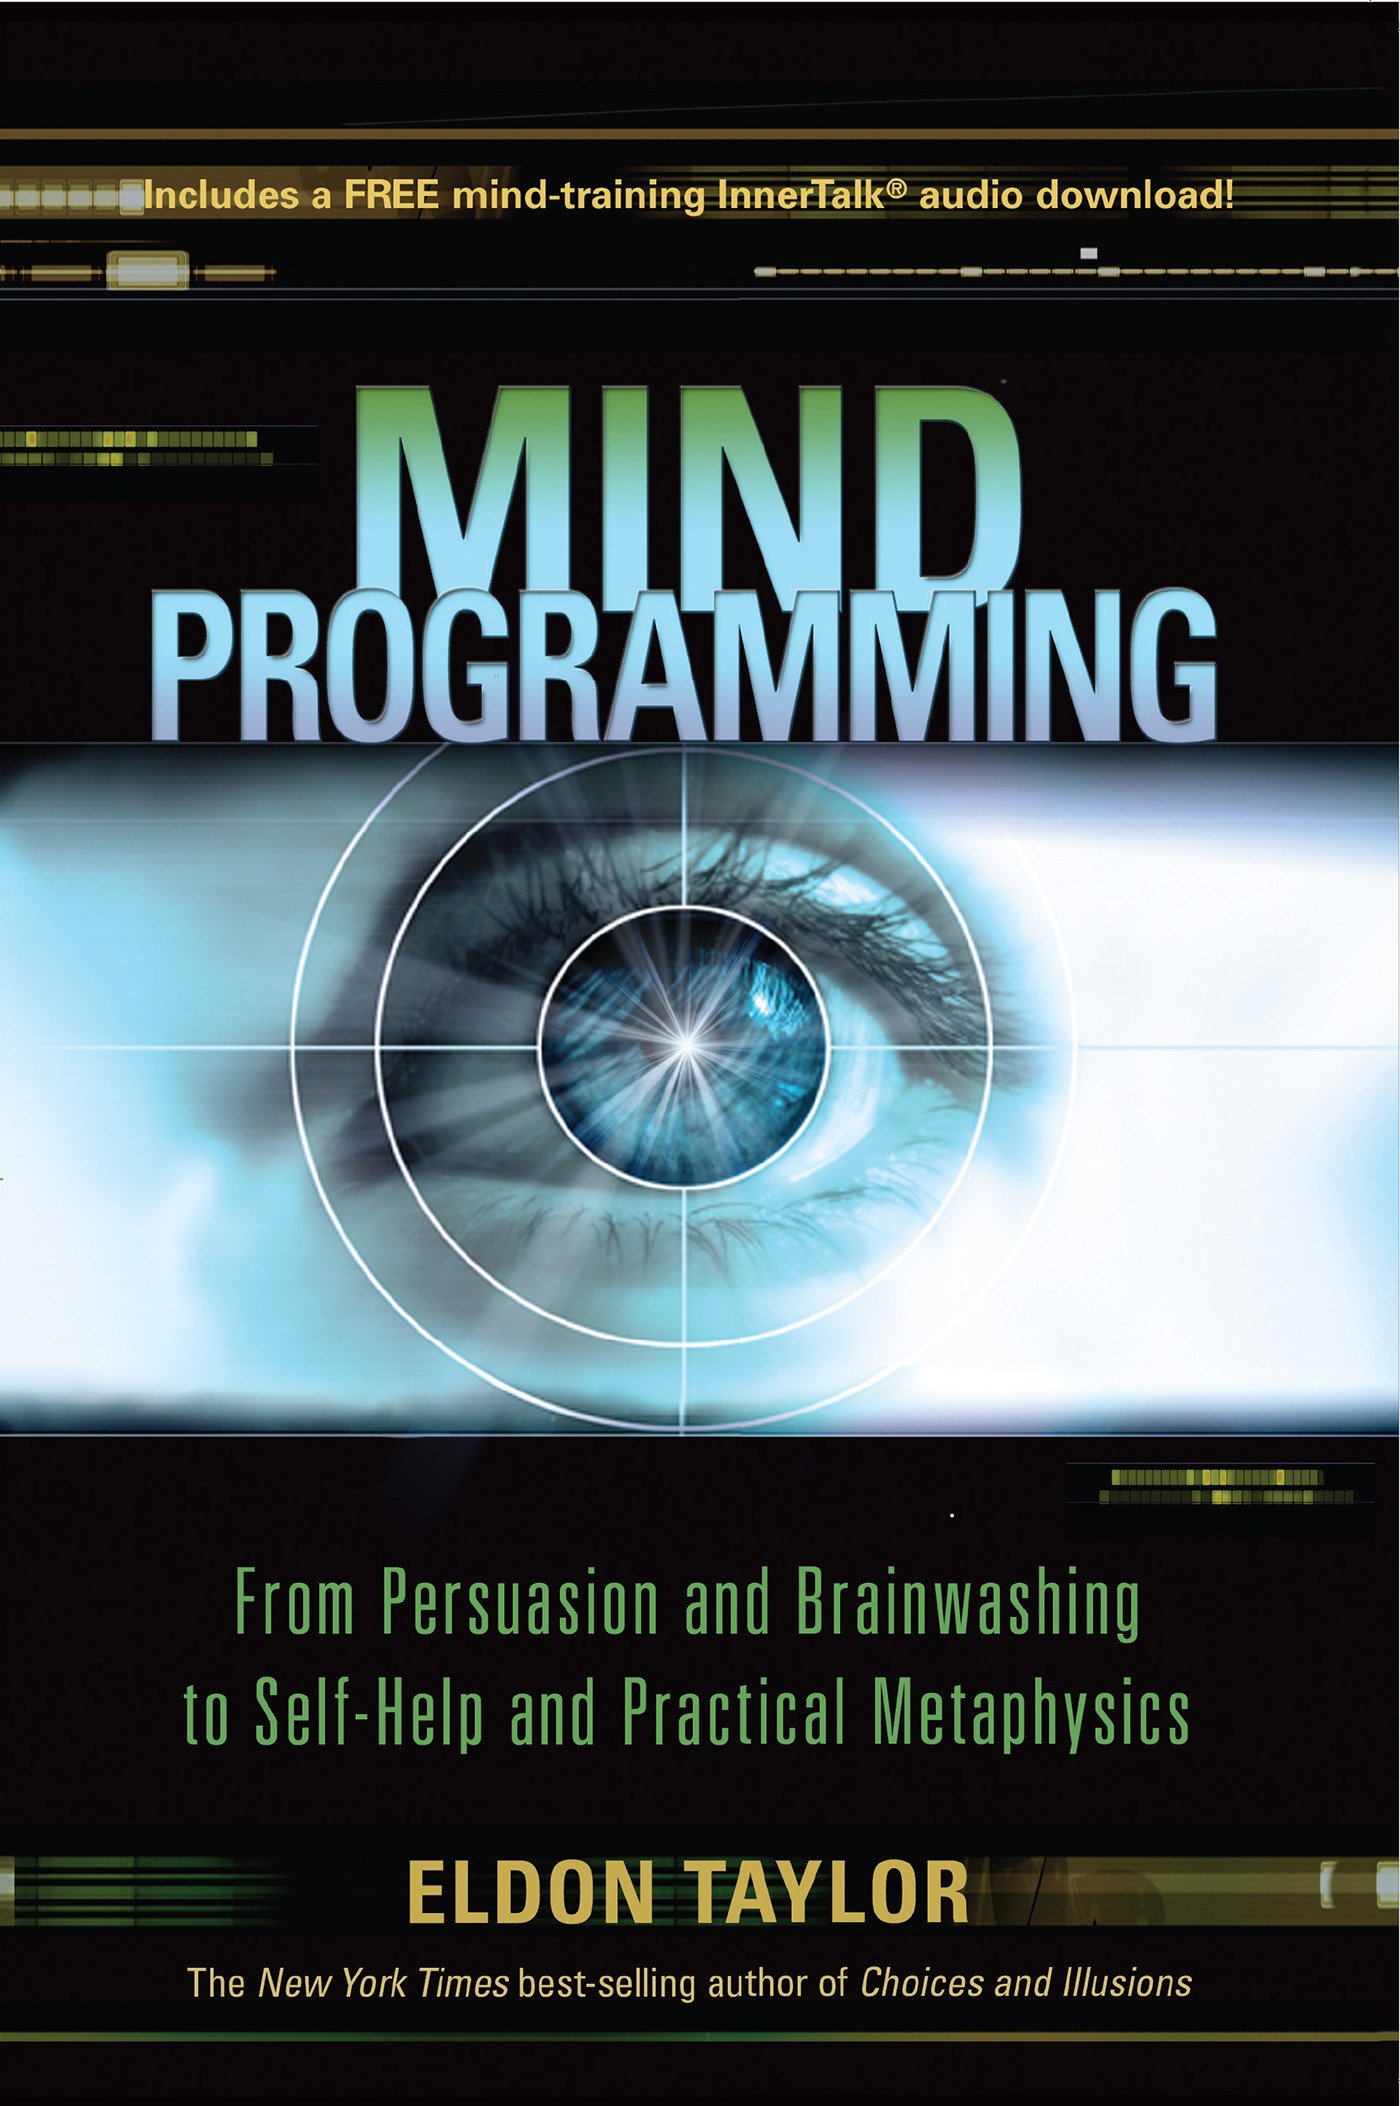 Includes a FREE mind-training InnerTalk® audio download!
MIND
PROGRAMMING
From Persuasion and Brainwashing
to Self-Help and Practical Metaphysics
ELDON TAYLOR
The New York Times best-selling author of Choices and Illusions